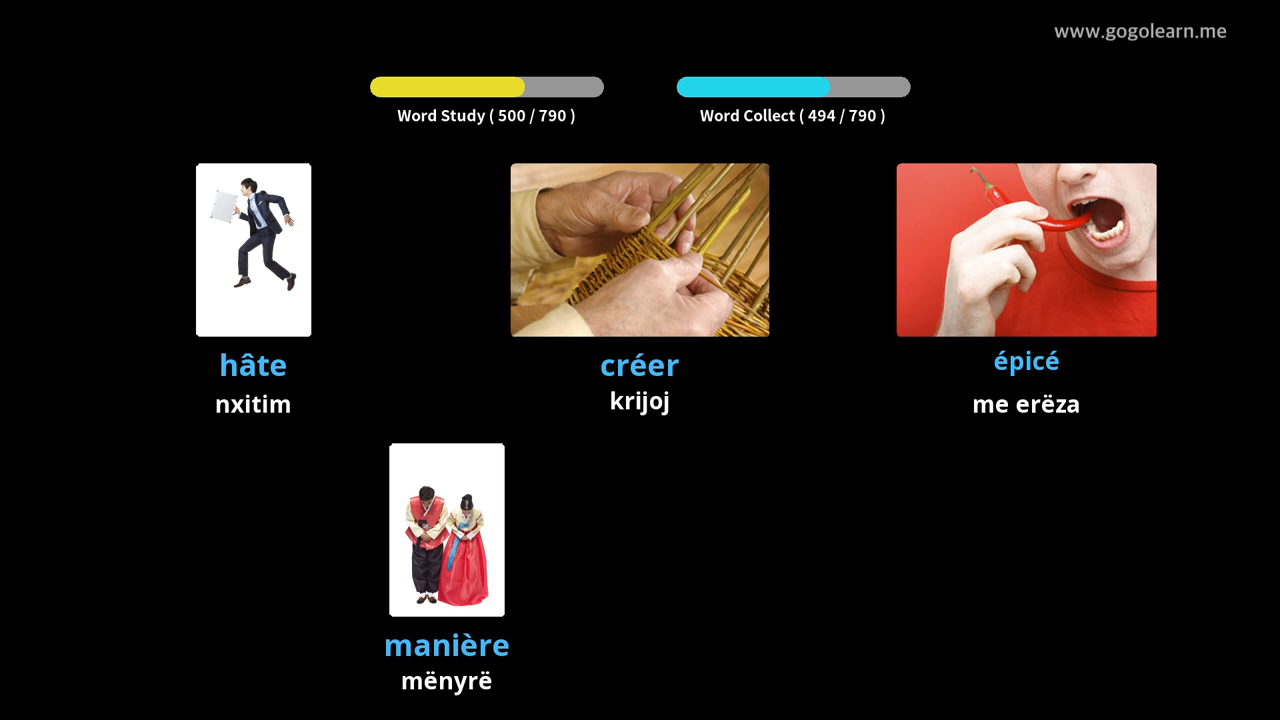 www.gogolearn.me
Word Study ( 500 / 790 )
Word Collect ( 494 / 790 )
hâte
nxitim
créer
krijoj
épicé
me erëza
manière
mënyrë